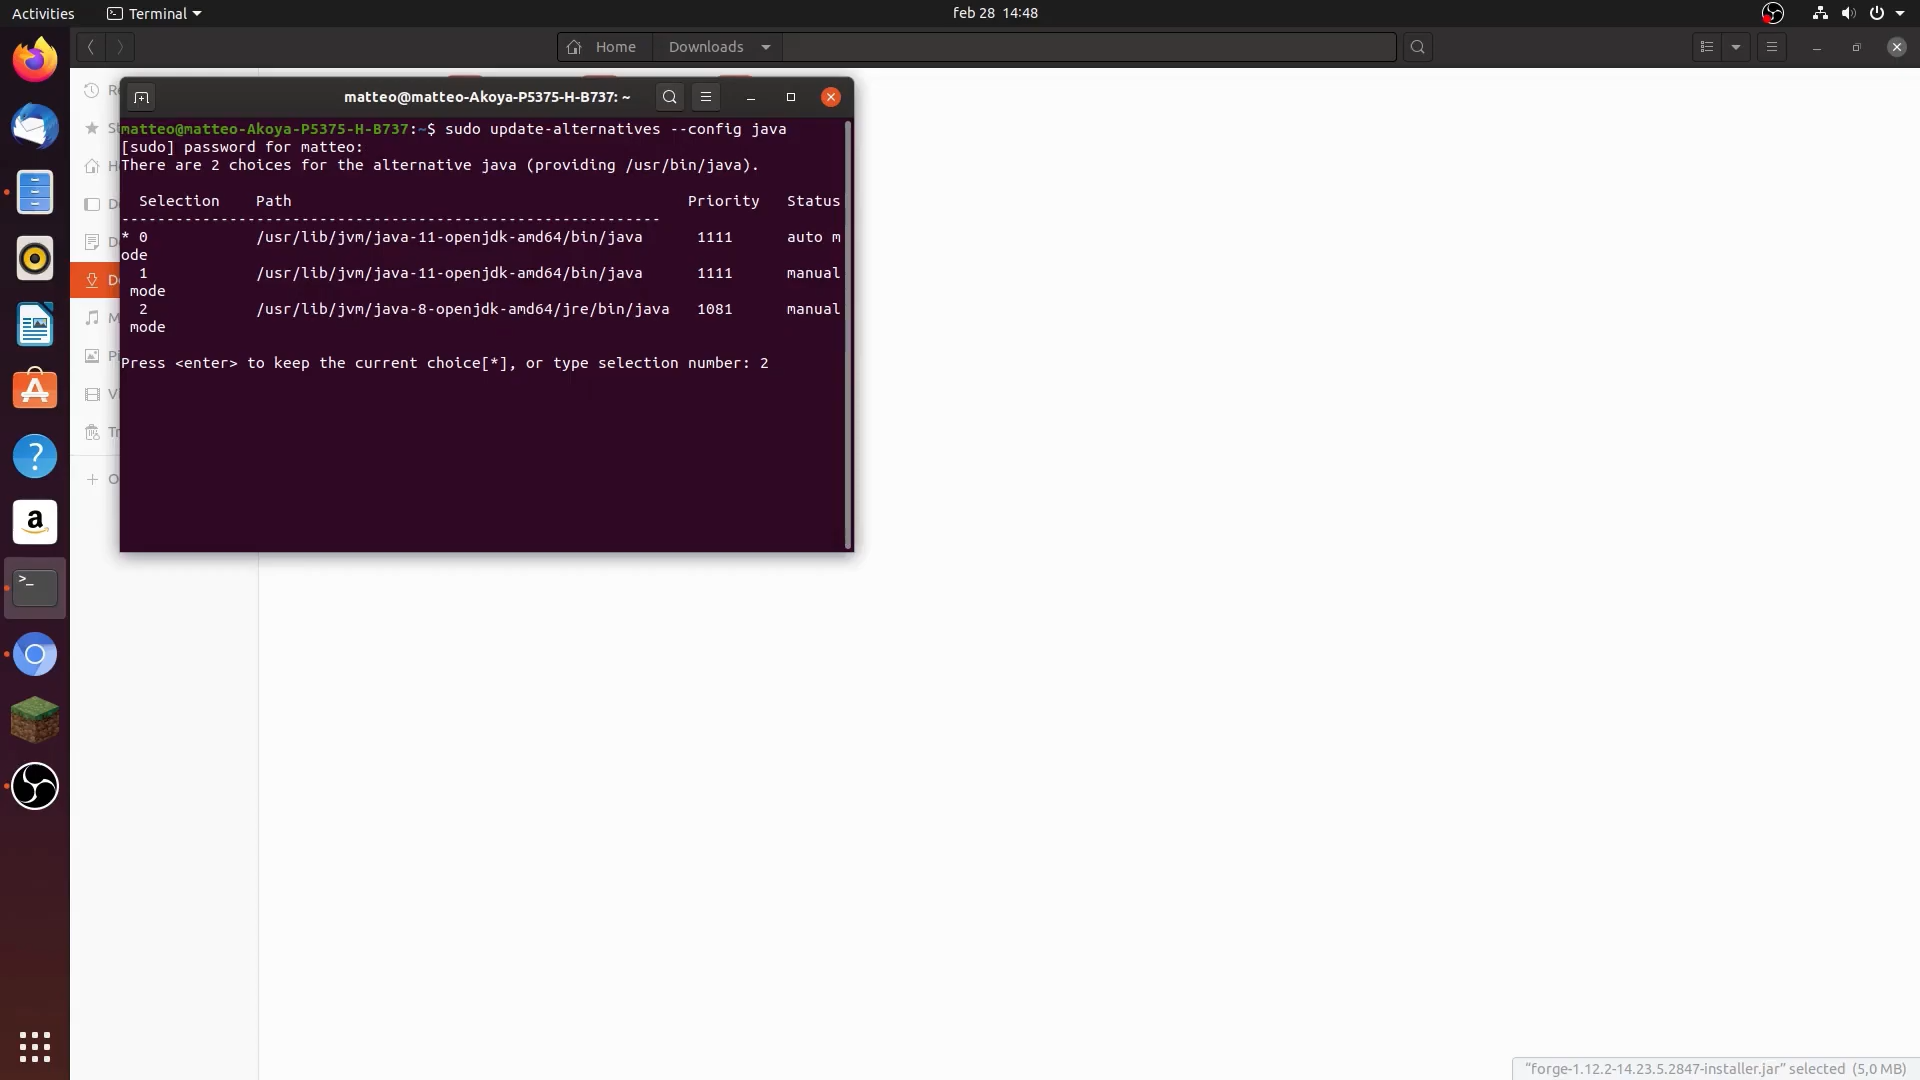 Activities
Terminal
feb 28 14:48
Home
Downloads
matteo@matteo-Akoya-P5375-H-B737: ~
matteo@matteo-Akoya-P5375-H-B737:~$ sudo update-alternatives --config java
[sudo] password for matteo:
There are 2 choices for the alternative java (providing /usr/bin/java).
Selection    Path    Priority   Status
------------------------------------------------------------
* 0            /usr/lib/jvm/java-11-openjdk-amd64/bin/java      1111      auto m
ode
1            /usr/lib/jvm/java-11-openjdk-amd64/bin/java      1111      manual
mode
2            /usr/lib/jvm/java-8-openjdk-amd64/jre/bin/java   1081      manual
mode
Press <enter> to keep the current choice[*], or type selection number: 2
"forge-1.12.2-14.23.5.2847-installer.jar" selected (5,0 MB)